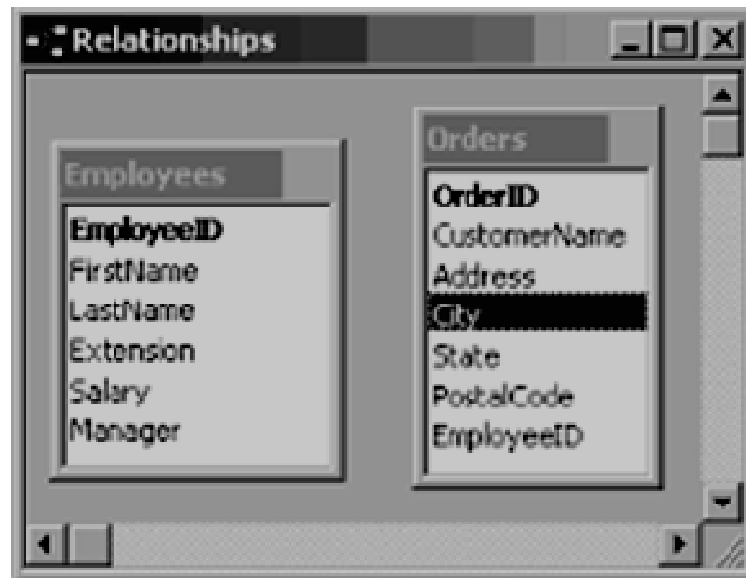 Relationships
Employees
EmployeeID
FirstName
LastName
Extension
Salary
Manager
Orders
OrderID
CustomerName
Address
City
State
PostalCode
EmployeeID